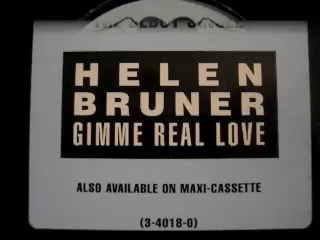 HELEN
BRUNER
GIMME REAL LOVE
ALSO AVAILABLE ON MAXI-CASSETTE
(3-4018-0)